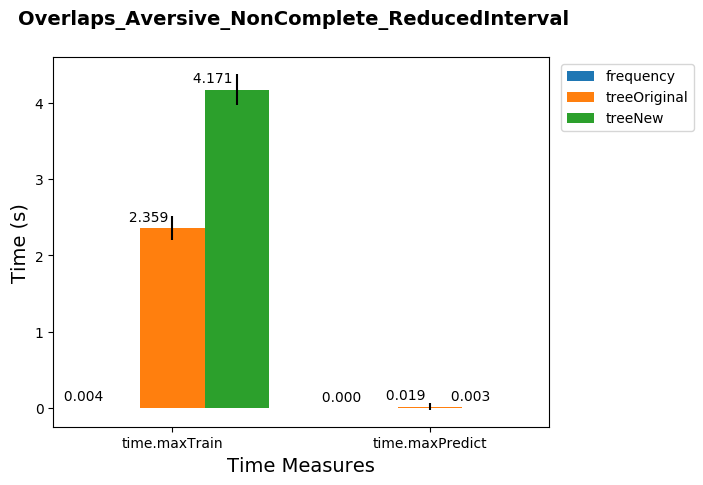 Overlaps_Aversive_NonComplete_ReducedInterval
frequency
treeOriginal
treeNew
Time (s)
4
3
2
1
0
0.004
2.359
4.171
0.000
0.019
0.003
time.maxTrain
time.maxPredict
Time Measures